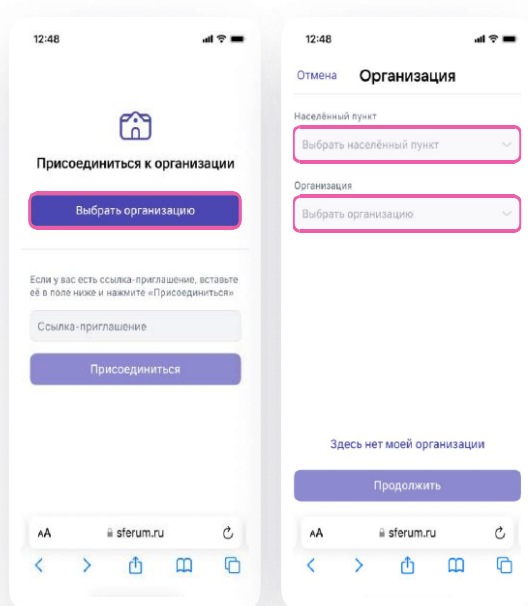 12:48
Присоединиться к организации
Выбрать организацию
Если у вас есть ссылка-приглашение, вставьте
её в поле ниже и нажмите «Присоединиться»
Ссылка-приглашение
Присоединиться
AA
sferum.ru
12:48
Отмена
Организация
Населённый пункт
Выбрать населённый пункт
Организация
Выбрать организацию
Здесь нет моей организации
Продолжить
AA
sferum.ru